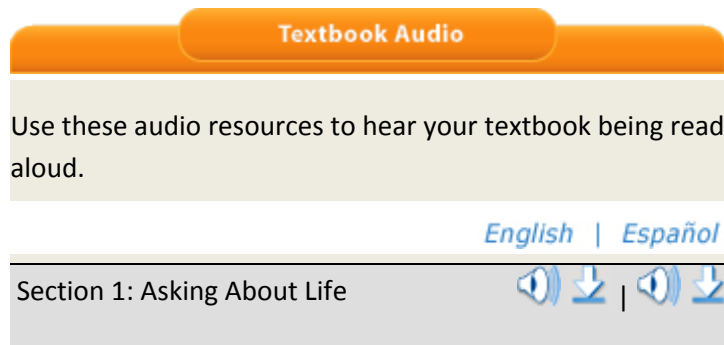 Textbook Audio
Use these audio resources to hear your textbook being read
aloud.
English | Español
Section 1: Asking About Life |